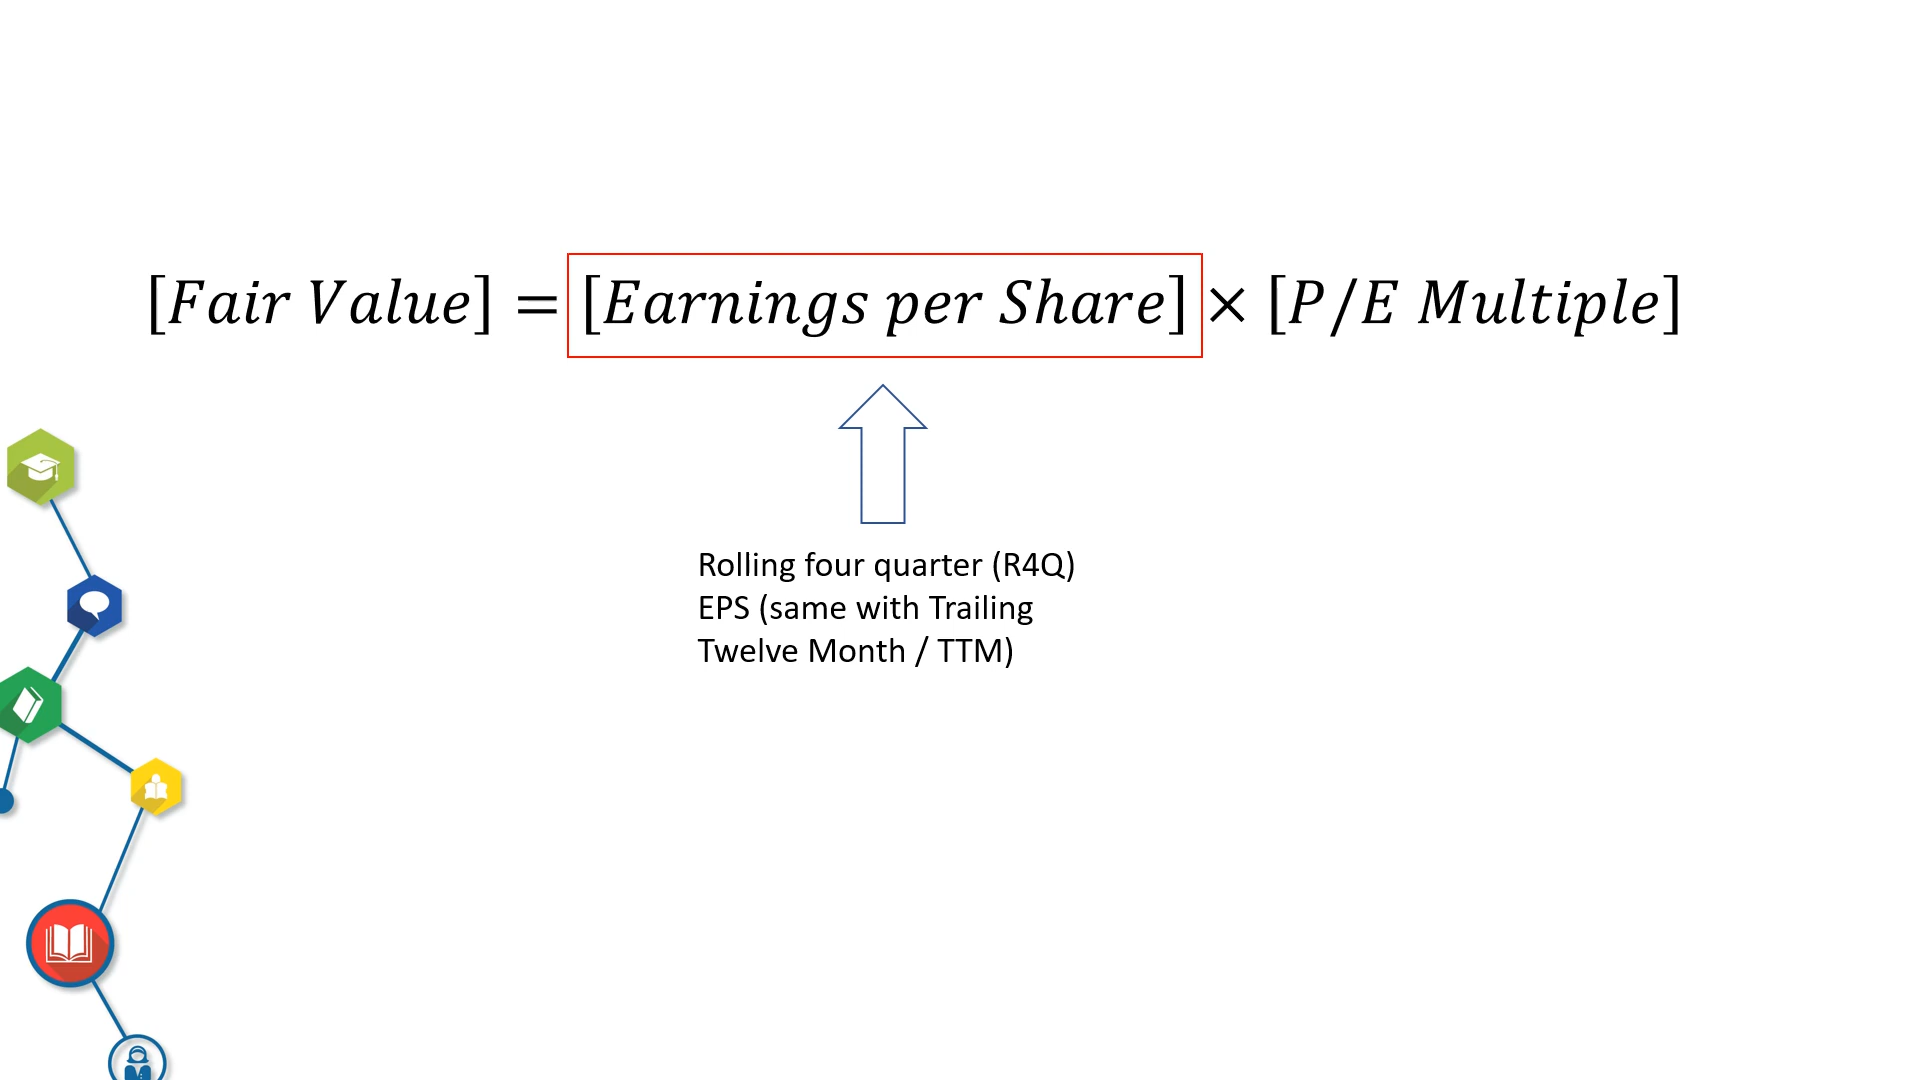 [Fair Value] = [Earnings per Share] × [P/E Multiple]
Rolling four quarter (R4Q)
EPS (same with Trailing
Twelve Month / TTM)